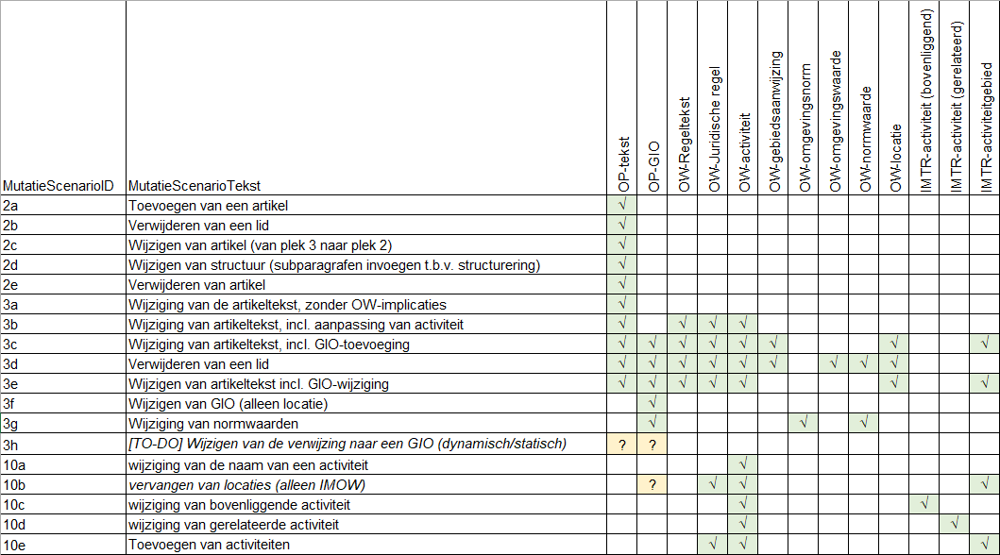 MutatieScenarioID MutatieScenarioTekst OP-tekst OP-GIO OW-Regeltekst OW-Juridische regel OW-activiteit OW-gebiedsaanwijzing OW-omgevingsnorm OW-omgevingswaarde OW-normwaarde OW-locatie IMTR-activiteit (bovenliggend) IMTR-activiteit (gerelateerd) IMTR-activiteitgebied
2a Toevoegen van een artikel √
2b Verwijderen van een lid √
2c Wijzigen van artikel (van plek 3 naar plek 2) √
2d Wijzigen van structuur (subparagrafen invoegen t.b.v. structurering) √
2e Verwijderen van artikel √
3a Wijziging van de artikeltekst, zonder OW-implicaties √
3b Wijziging van artikeltekst, incl. aanpassing van activiteit √ √ √ √
3c Wijziging van artikeltekst, incl. GIO-toevoeging √ √ √ √ √ √ √ √
3d Verwijderen van een lid √ √ √ √ √ √ √ √ √
3e Wijzigen van artikeltekst incl. GIO-wijziging √ √ √ √ √ √ √
3f Wijzigen van GIO (alleen locatie) √
3g Wijziging van normwaarden √ √ √
3h [TO-DO] Wijzigen van de verwijzing naar een GIO (dynamisch/statisch) ? ?
10a wijziging van de naam van een activiteit √
10b vervangen van locaties (alleen IMOW) ? √ √ √
10c wijziging van bovenliggende activiteit √ √
10d wijziging van gerelateerde activiteit √ √
10e Toevoegen van activiteiten √ √ √